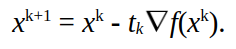 xᵏ⁺¹ = xᵏ - tₖ∇f(xᵏ).